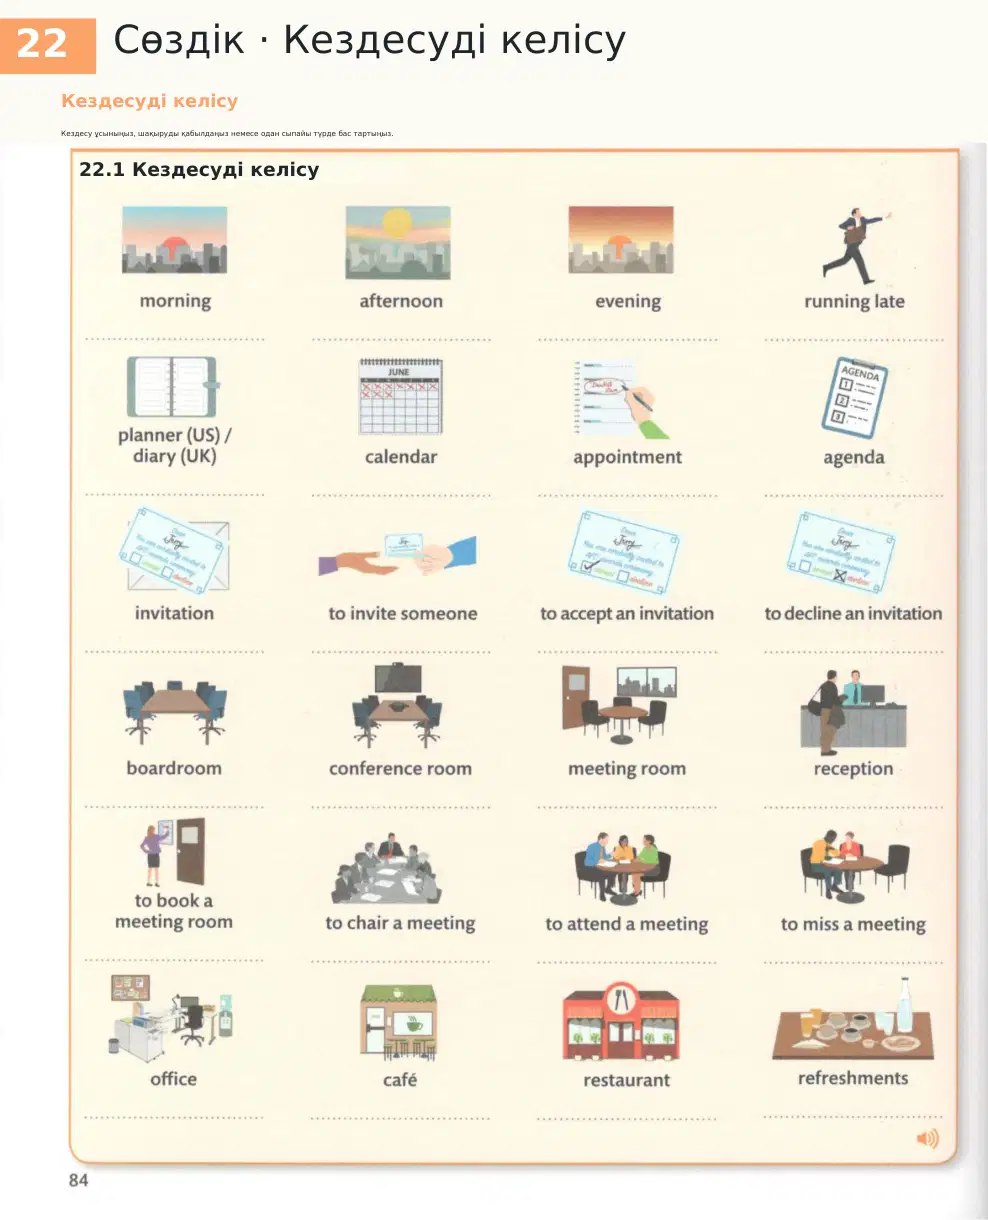 22
Сөздік · Кездесуді келісу
Кездесуді келісу
Кездесу ұсыныңыз, шақыруды қабылдаңыз немесе одан сыпайы түрде бас тартыңыз.
22.1 Кездесуді келісу
morning
afternoon
evening
running late
JUNE
AGENDA
1
2
3
planner (US) /
diary (UK)
calendar
appointment
agenda
invitation
to invite someone
to accept an invitation
to decline an invitation
boardroom
conference room
meeting room
reception
to book a
meeting room
to chair a meeting
to attend a meeting
to miss a meeting
office
café
restaurant
refreshments
84